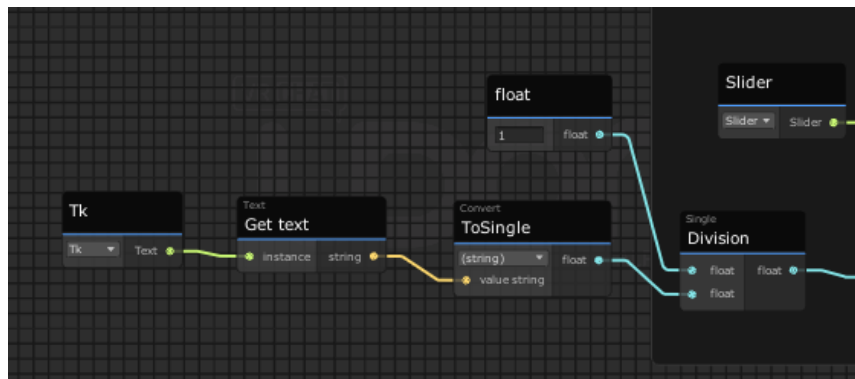 float
1 float
Slider
Slider Slider
Tk
Tk Text
Text
Get text
instance string
Convert
ToSingle
(string) float
value string
Single
Division
float float
float